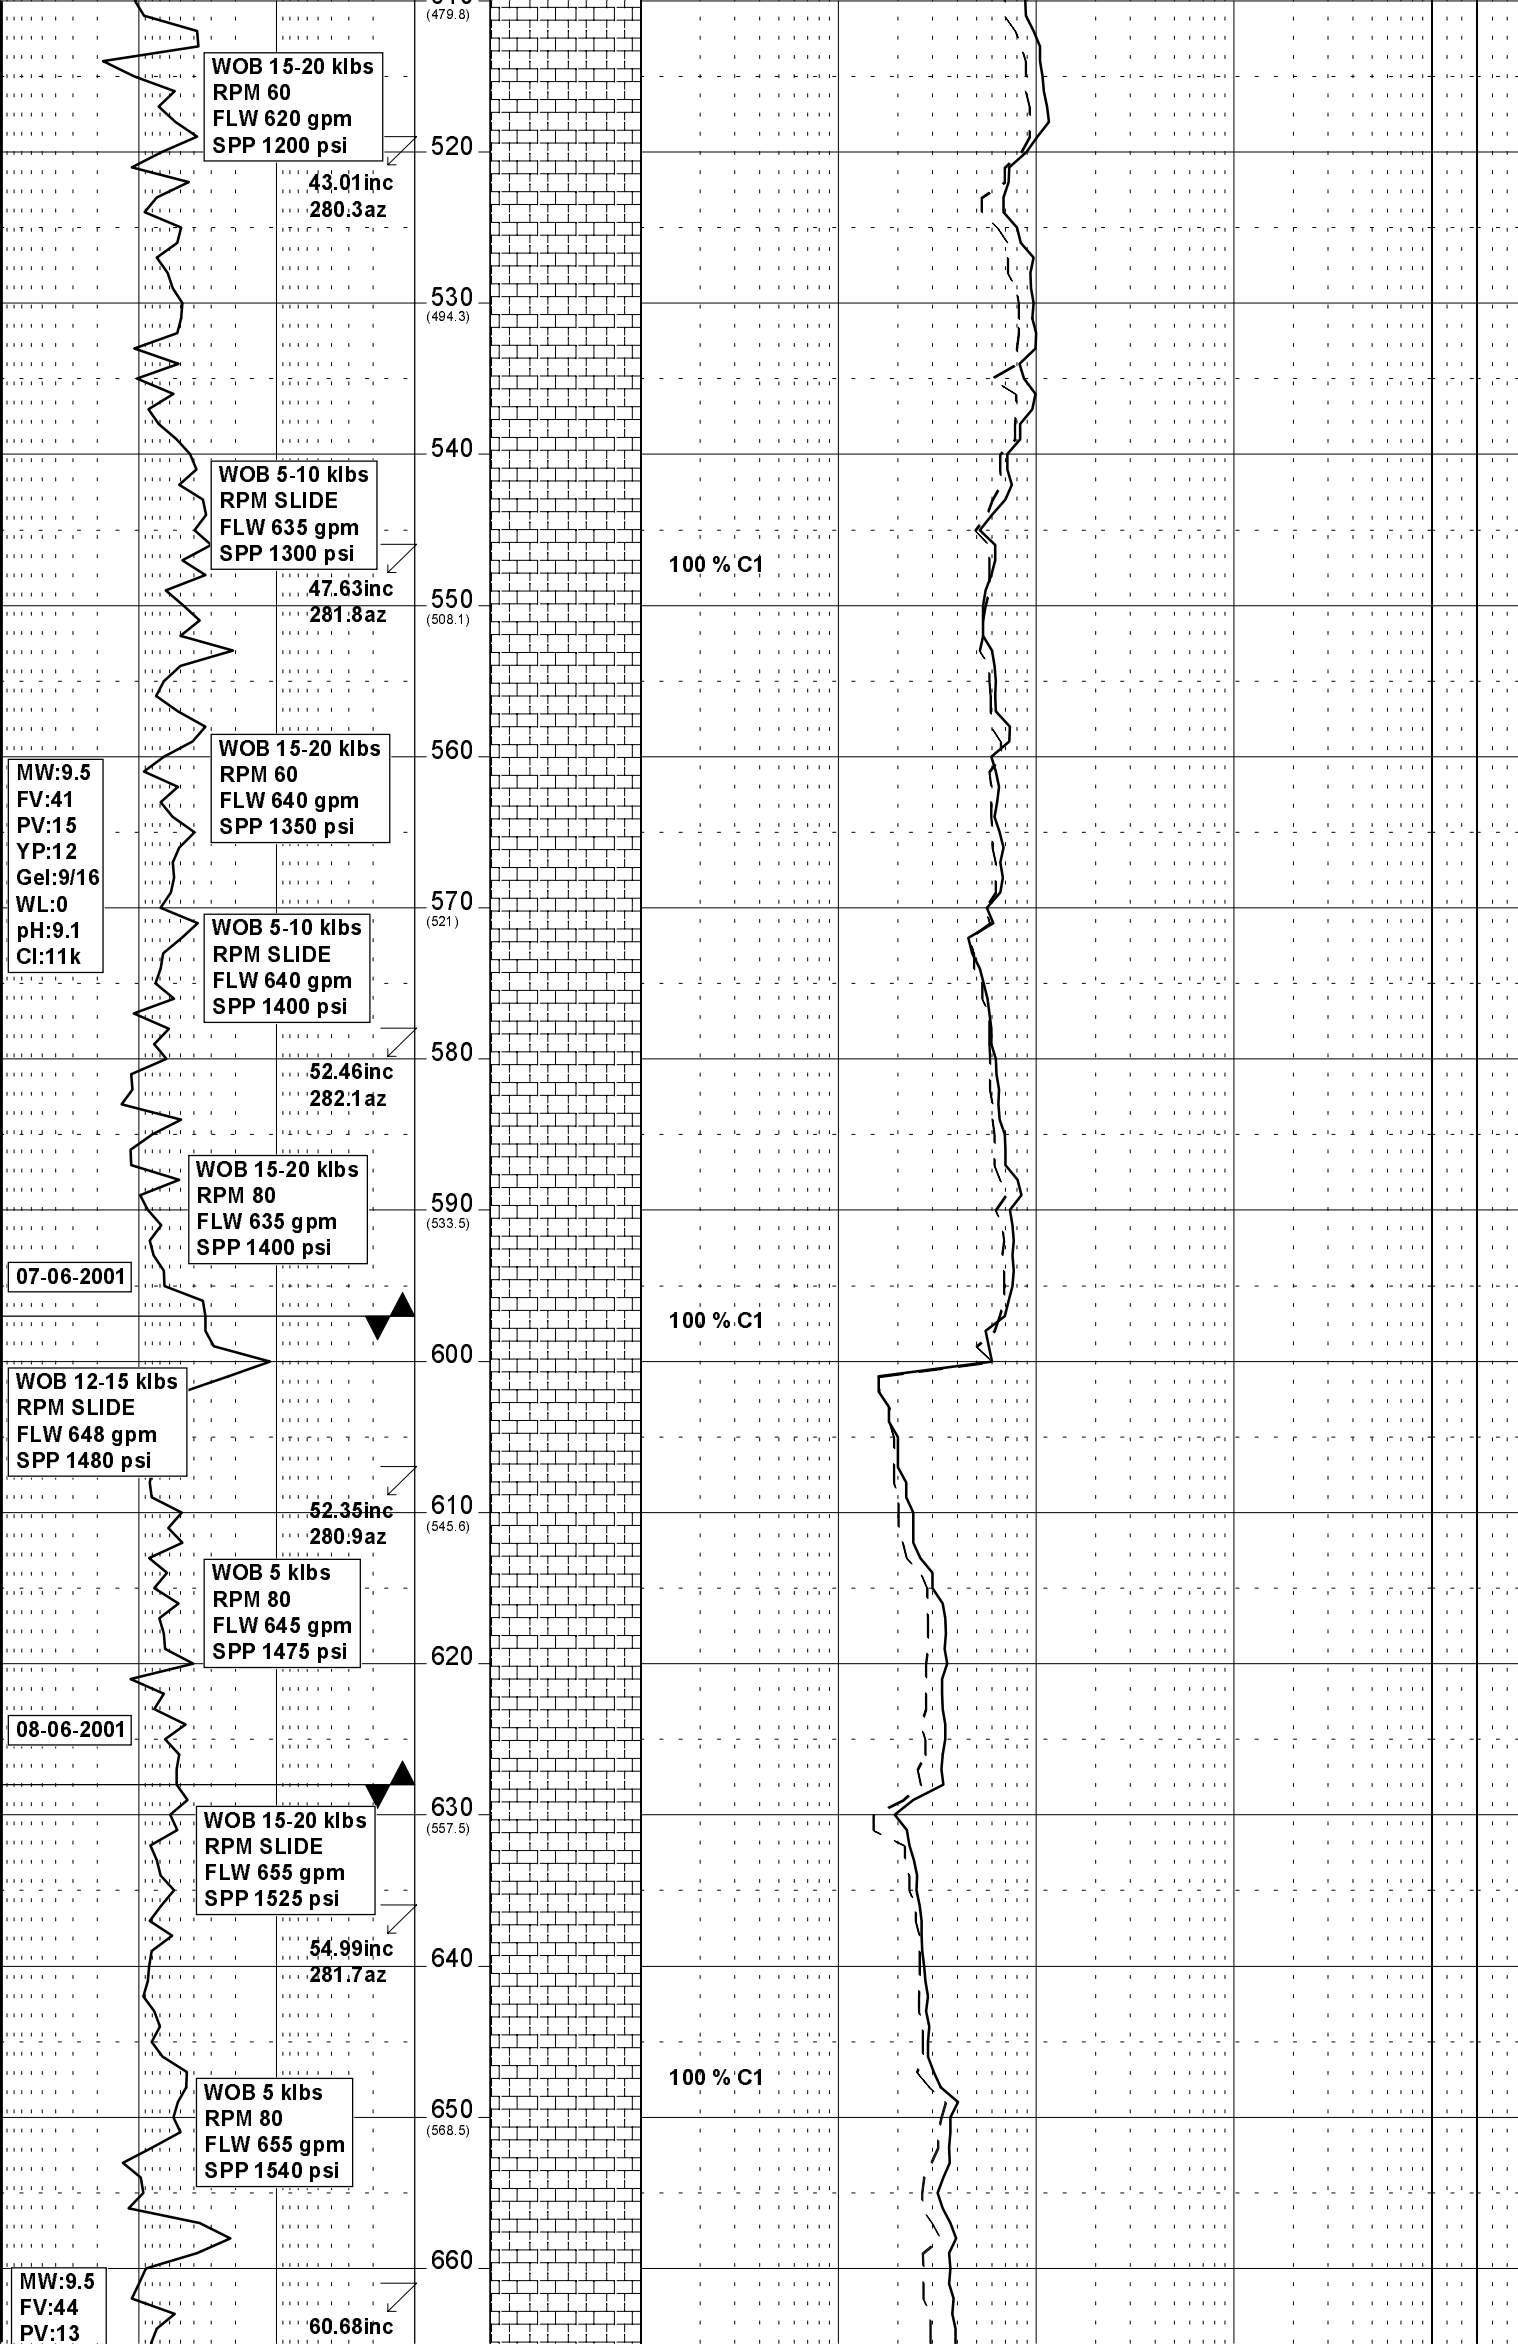 (479.8)
WOB 15-20 klbs
RPM 60
FLW 620 gpm
SPP 1200 psi
520
43.01inc
280.3az
530
(494.3)
540
WOB 5-10 klbs
RPM SLIDE
FLW 635 gpm
SPP 1300 psi
100 % C1
47.63inc
281.8az
550
(508.1)
WOB 15-20 klbs
RPM 60
FLW 640 gpm
SPP 1350 psi
560
MW:9.5
FV:41
PV:15
YP:12
Gel:9/16
WL:0
pH:9.1
Cl:11k
570
(521)
WOB 5-10 klbs
RPM SLIDE
FLW 640 gpm
SPP 1400 psi
580
52.46inc
282.1az
WOB 15-20 klbs
RPM 80
FLW 635 gpm
SPP 1400 psi
590
(533.5)
07-06-2001
100 % C1
600
WOB 12-15 klbs
RPM SLIDE
FLW 648 gpm
SPP 1480 psi
52.35inc
280.9az
610
(545.6)
WOB 5 klbs
RPM 80
FLW 645 gpm
SPP 1475 psi
620
08-06-2001
630
(557.5)
WOB 15-20 klbs
RPM SLIDE
FLW 655 gpm
SPP 1525 psi
54.99inc
281.7az
640
100 % C1
WOB 5 klbs
RPM 80
FLW 655 gpm
SPP 1540 psi
650
(568.5)
660
MW:9.5
FV:44
PV:13
60.68inc